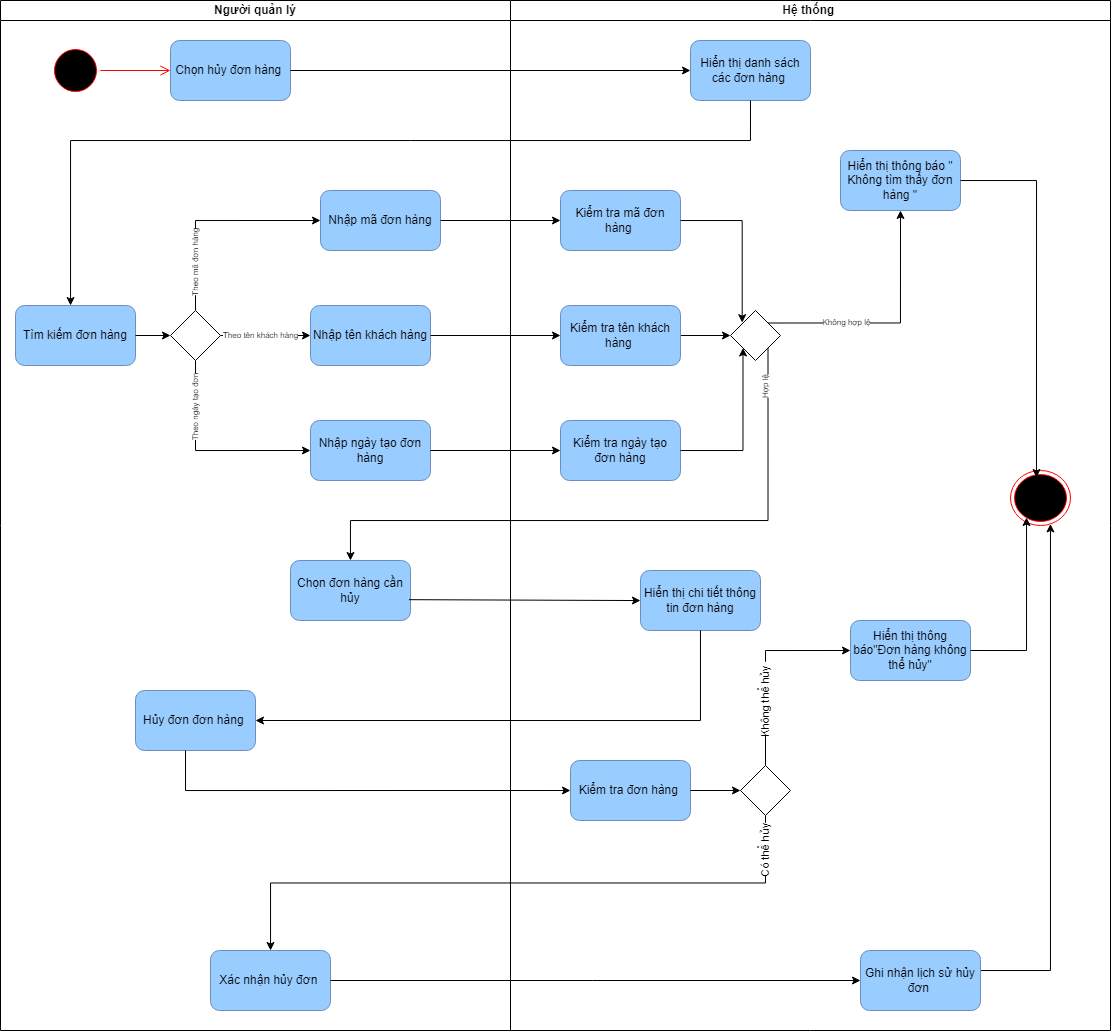 Người quản lý
Hệ thống
Chọn hủy đơn hàng
Hiển thị danh sách
các đơn hàng
Hiển thị thông báo "
Không tìm thấy đơn
hàng "
Nhập mã đơn hàng
Kiểm tra mã đơn
hàng
Theo mã đơn hàng
Tìm kiếm đơn hàng
Theo tên khách hàng
Nhập tên khách hàng
Kiểm tra tên khách
hàng
Không hợp lệ
Hợp lệ
Theo ngày tạo đơn
Nhập ngày tạo đơn
hàng
Kiểm tra ngày tạo
đơn hàng
Chọn đơn hàng cần
hủy
Hiển thị chi tiết thông
tin đơn hàng
Hiển thị thông
báo"Đơn hàng không
thể hủy"
Không thể hủy
Hủy đơn đơn hàng
Kiểm tra đơn hàng
Có thể hủy
Xác nhận hủy đơn
Ghi nhận lịch sử hủy
đơn